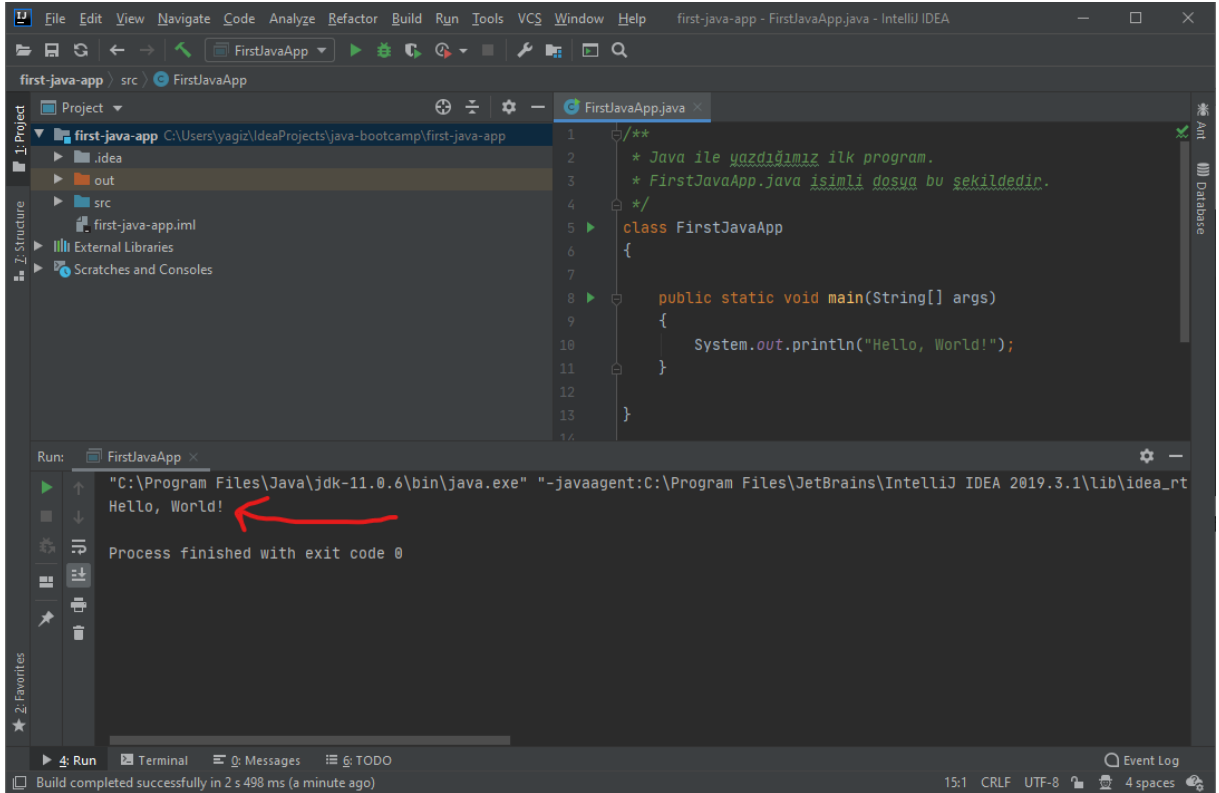 File Edit View Navigate Code Analyze Refactor Build Run Tools VCS Window Help first-java-app - FirstJavaApp.java - IntelliJ IDEA
FirstJavaApp
first-java-app src FirstJavaApp
1: Project
Z: Structure
2: Favorites
Project
first-java-app C:\Users\yagiz\IdeaProjects\java-bootcamp\first-java-app
.idea
out
src
first-java-app.iml
External Libraries
Scratches and Consoles
FirstJavaApp.java
1 /**
2 * Java ile yazdığımız ilk program.
3 * FirstJavaApp.java isimli dosya bu şekildedir.
4 */
5 class FirstJavaApp
6 {
7
8 public static void main(String[] args)
9 {
10 System.out.println("Hello, World!");
11 }
12
13 }
14
Ant
Database
Run: FirstJavaApp
"C:\Program Files\Java\jdk-11.0.6\bin\java.exe" "-javaagent:C:\Program Files\JetBrains\IntelliJ IDEA 2019.3.1\lib\idea_rt
Hello, World!
Process finished with exit code 0
4: Run Terminal 0: Messages 6: TODO Event Log
Build completed successfully in 2 s 498 ms (a minute ago) 15:1 CRLF UTF-8 4 spaces